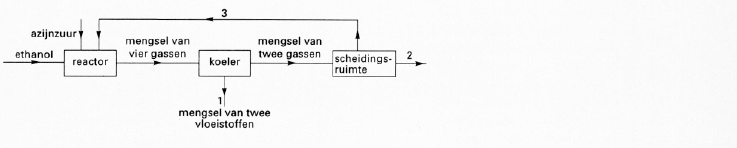 3
azijnzuur
ethanol
reactor
mengsel van
vier gassen
koeler
mengsel van
twee gassen
scheidings-
ruimte
2
1
mengsel van twee
vloeistoffen